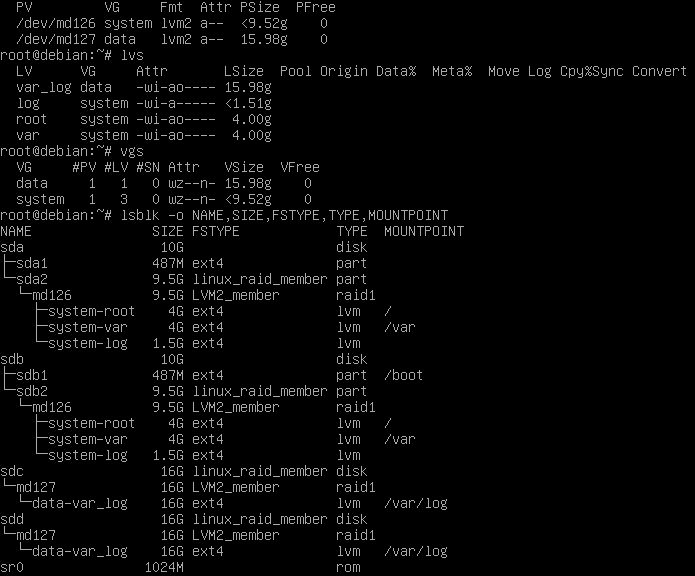 PV         VG     Fmt  Attr PSize  PFree
  /dev/md126 system lvm2 a--  <9.52g    0
  /dev/md127 data   lvm2 a--  15.98g    0
root@debian:~# lvs
  LV      VG     Attr       LSize  Pool Origin Data%  Meta%  Move Log Cpy%Sync Convert
  var_log data   -wi-ao---- 15.98g
  log     system -wi-a----- <1.51g
  root    system -wi-ao----  4.00g
  var     system -wi-ao----  4.00g
root@debian:~# vgs
  VG     #PV #LV #SN Attr   VSize  VFree
  data     1   1   0 wz--n- 15.98g    0
  system   1   3   0 wz--n- <9.52g    0
root@debian:~# lsblk -o NAME,SIZE,FSTYPE,TYPE,MOUNTPOINT
NAME               SIZE FSTYPE            TYPE  MOUNTPOINT
sda                 10G                   disk
├─sda1             487M ext4              part
└─sda2             9.5G linux_raid_member part
  └─md126          9.5G LVM2_member       raid1
    ├─system-root    4G ext4              lvm   /
    ├─system-var     4G ext4              lvm   /var
    └─system-log   1.5G ext4              lvm
sdb                 10G                   disk
├─sdb1             487M ext4              part  /boot
└─sdb2             9.5G linux_raid_member part
  └─md126          9.5G LVM2_member       raid1
    ├─system-root    4G ext4              lvm   /
    ├─system-var     4G ext4              lvm   /var
    └─system-log   1.5G ext4              lvm
sdc                 16G linux_raid_member disk
└─md127             16G LVM2_member       raid1
  └─data-var_log    16G ext4              lvm   /var/log
sdd                 16G linux_raid_member disk
└─md127             16G LVM2_member       raid1
  └─data-var_log    16G ext4              lvm   /var/log
sr0               1024M                   rom